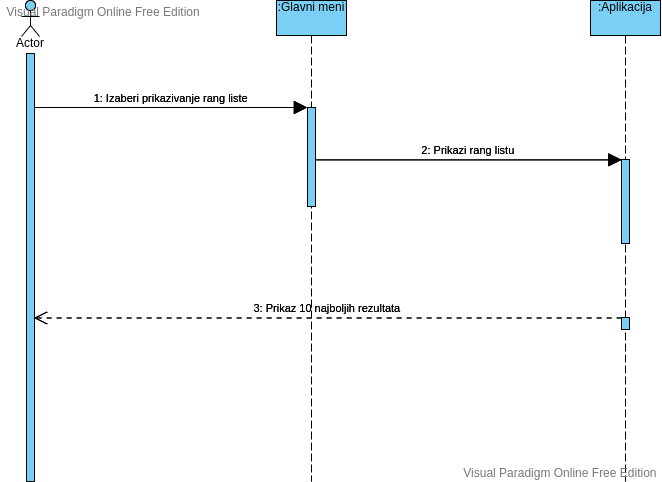 Visual Paradigm Online Free Edition
:Glavni meni
:Aplikacija
Actor
1: Izaberi prikazivanje rang liste
2: Prikazi rang listu
3: Prikaz 10 najboljih rezultata
Visual Paradigm Online Free Edition